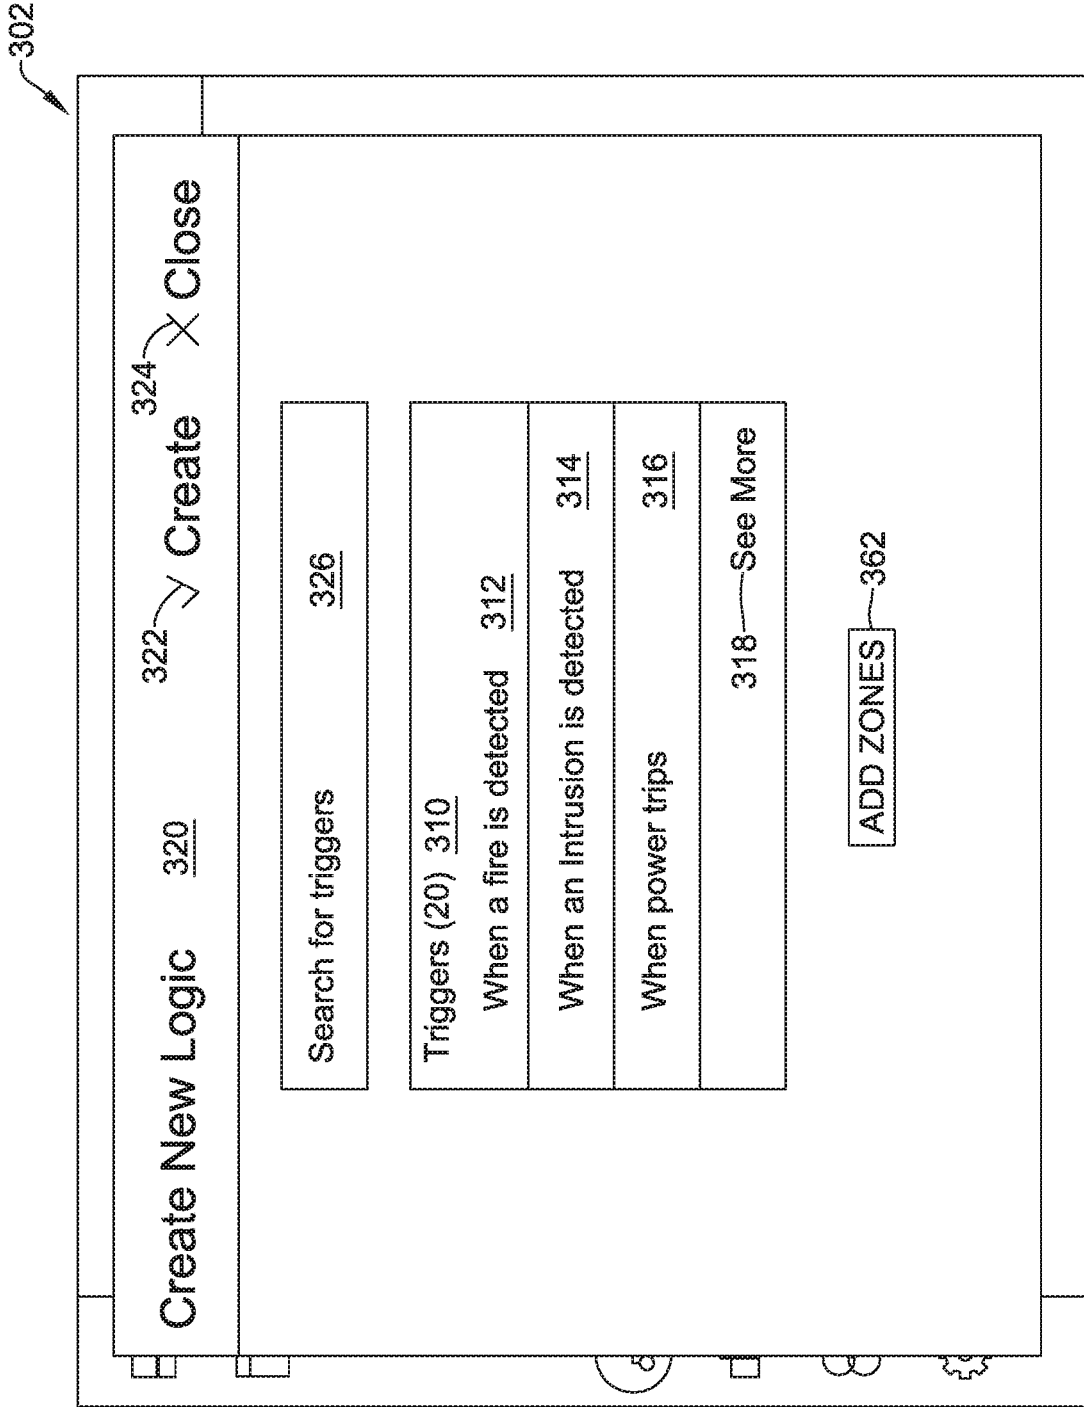 302
Create New Logic 320 322 Create 324 Close
Search for triggers 326
Triggers (20) 310
When a fire is detected 312
When an Intrusion is detected 314
When power trips 316
318 See More
ADD ZONES 362